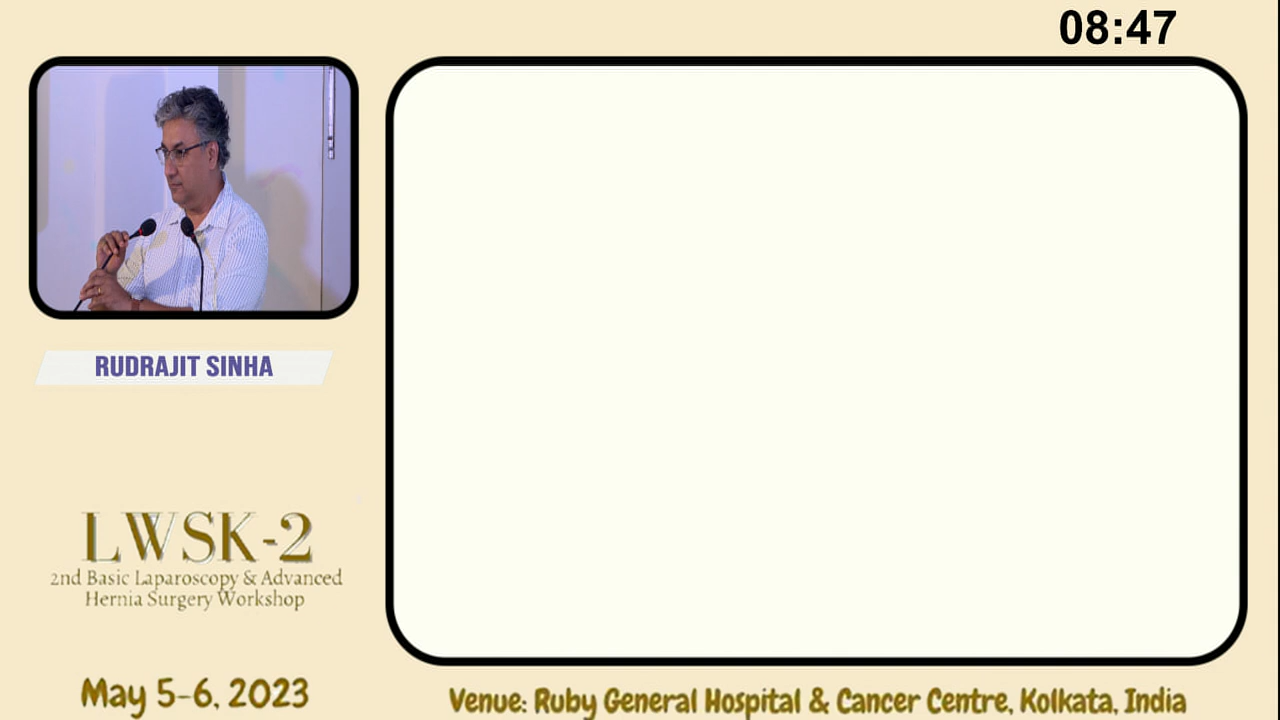 08:47
RUDRAJIT SINHA
LWSK-2
2nd Basic Laparoscopy & Advanced
Hernia Surgery Workshop
May 5-6, 2023
Venue: Ruby General Hospital & Cancer Centre, Kolkata, India